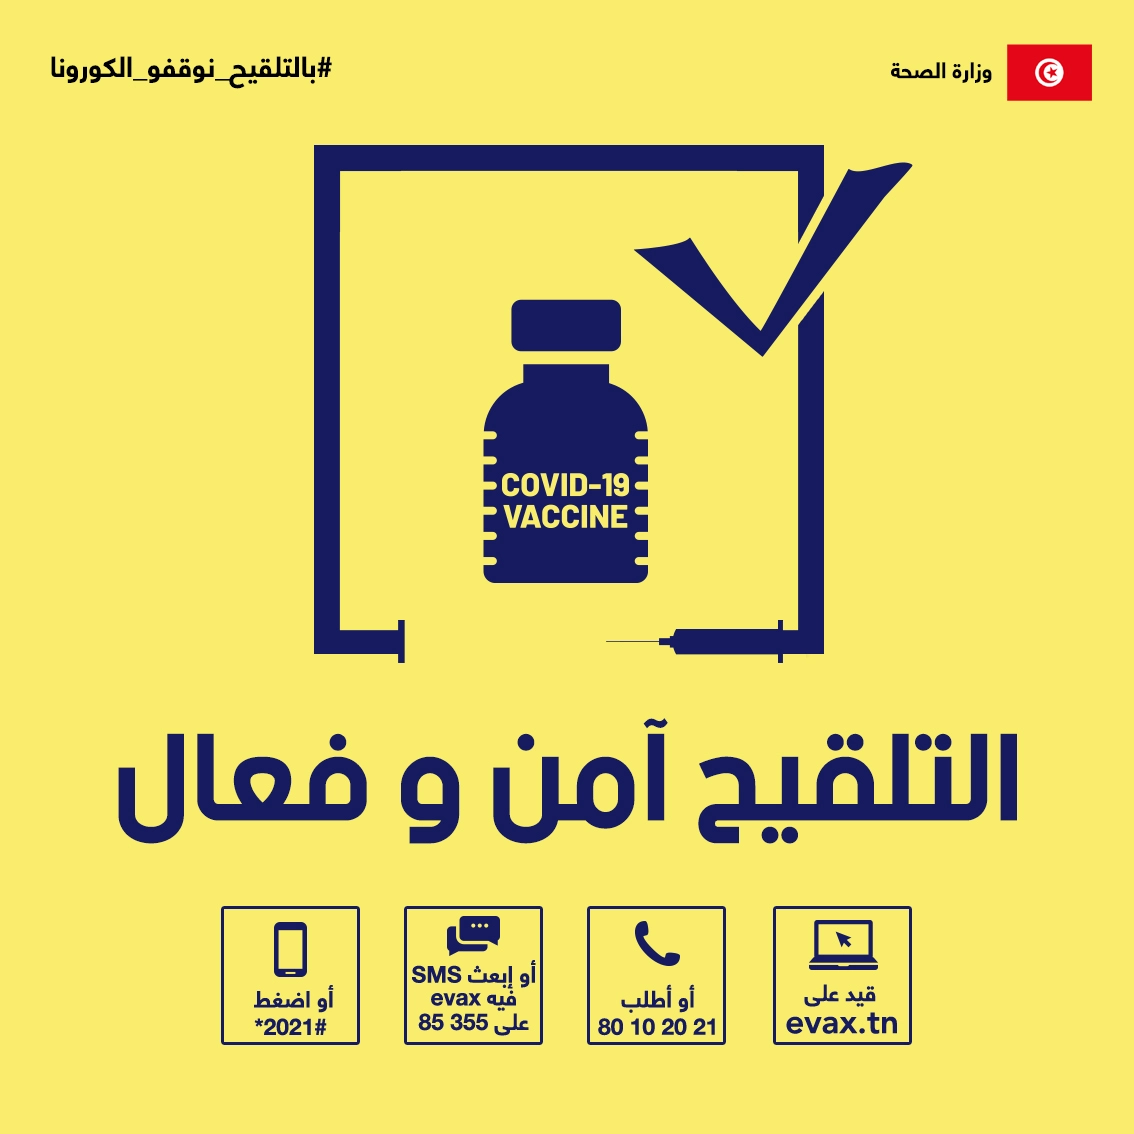 وزارة الصحة
#بالتلقيح_نوقفو_الكورونا
COVID-19
VACCINE
التلقيح آمن و فعال
قيد على
evax.tn
أو أطلب
80 10 20 21
أو إبعث SMS
فيه evax
على 355 85
أو اضغط
*2021#